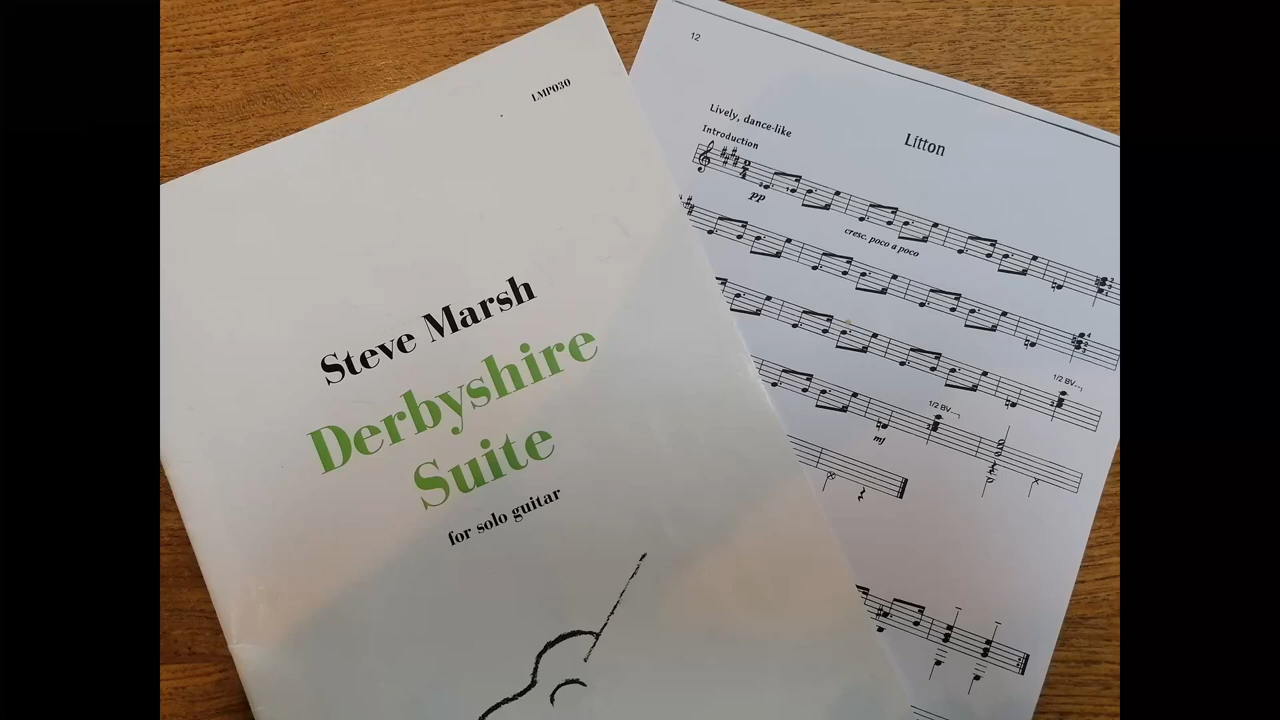 LMP030
Steve Marsh
Derbyshire
Suite
for solo guitar
12
Litton
Lively, dance-like
Introduction
pp
cresc. poco a poco
1/2 BV
1/2 BV
mf